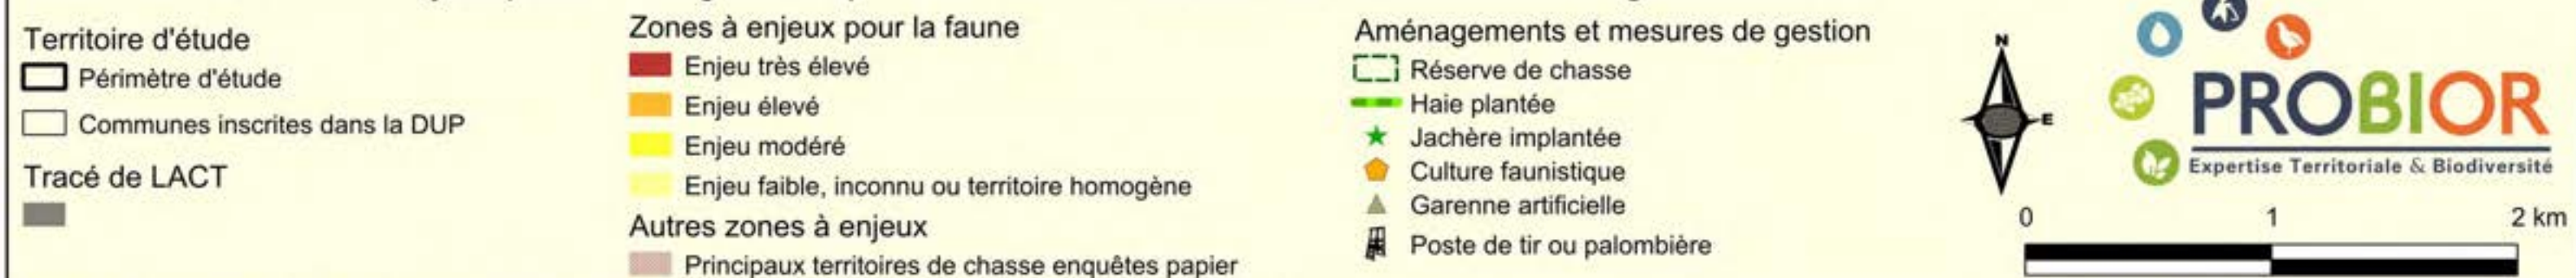 Territoire d'étude
Périmètre d'étude
Communes inscrites dans la DUP
Tracé de LACT
Zones à enjeux pour la faune
Enjeu très élevé
Enjeu élevé
Enjeu modéré
Enjeu faible, inconnu ou territoire homogène
Autres zones à enjeux
Principaux territoires de chasse enquêtes papier
Aménagements et mesures de gestion
Réserve de chasse
Haie plantée
Jachère implantée
Culture faunistique
Garenne artificielle
Poste de tir ou palombière
N
E
PROBIOR
Expertise Territoriale & Biodiversité
0 1 2 km